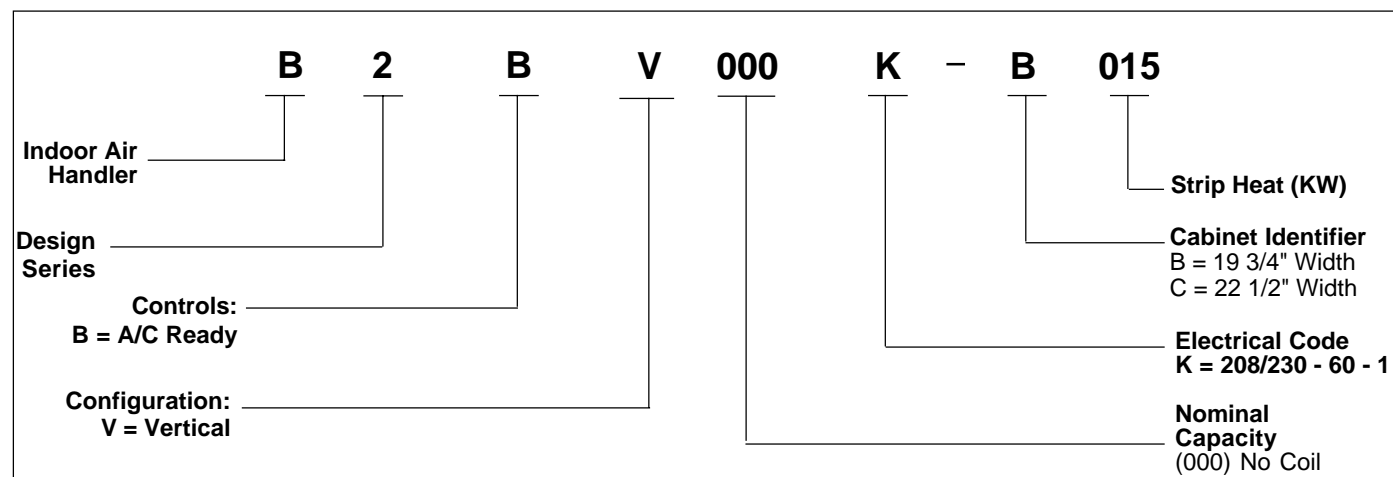 B 2 B V 000 K – B 015
Indoor Air
Handler
Design
Series
Controls:
B = A/C Ready
Configuration:
V = Vertical
Strip Heat (KW)
Cabinet Identifier
B = 19 3/4" Width
C = 22 1/2" Width
Electrical Code
K = 208/230 - 60 - 1
Nominal
Capacity
(000) No Coil